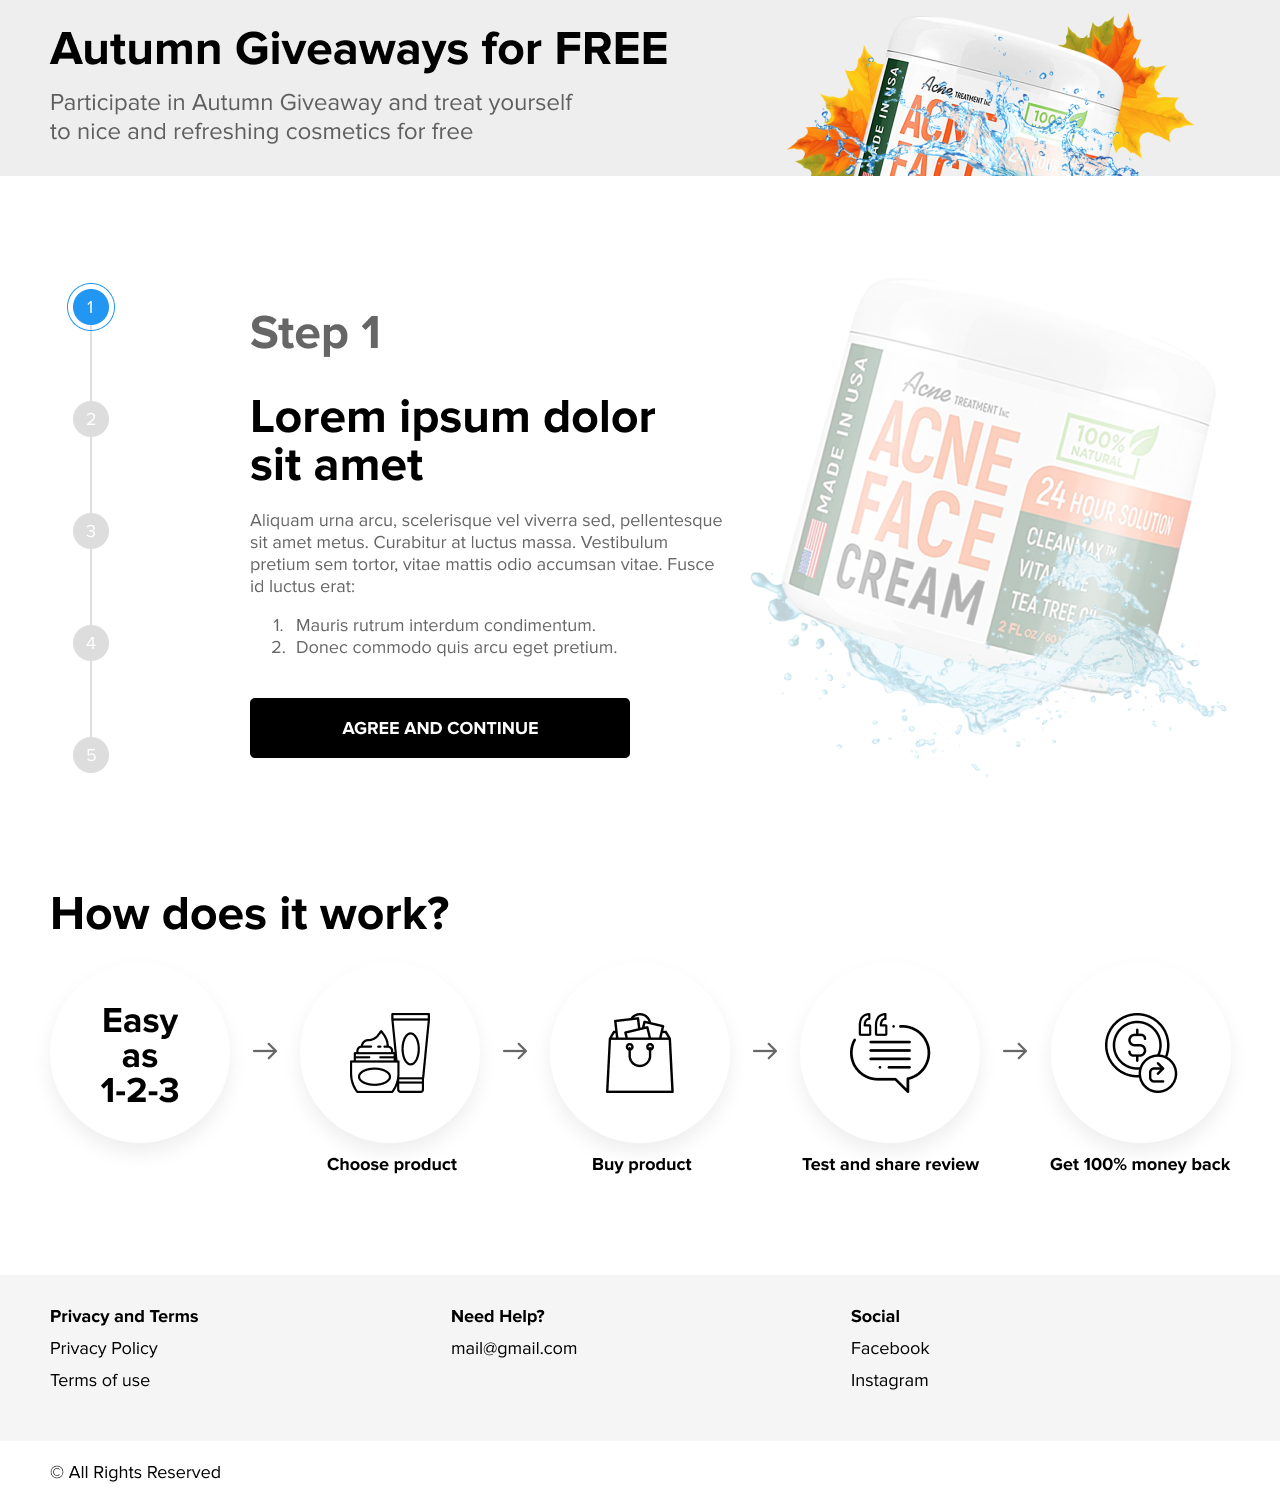 Autumn Giveaways for FREE
Participate in Autumn Giveaway and treat yourself
to nice and refreshing cosmetics for free
Acne TREATMENT Inc
MADE IN USA
ACNE
FACE
100%
24
1
2
3
4
5
Step 1
Lorem ipsum dolor
sit amet
Aliquam urna arcu, scelerisque vel viverra sed, pellentesque
sit amet metus. Curabitur at luctus massa. Vestibulum
pretium sem tortor, vitae mattis odio accumsan vitae. Fusce
id luctus erat:
1. Mauris rutrum interdum condimentum.
2. Donec commodo quis arcu eget pretium.
AGREE AND CONTINUE
MADE IN USA
Acne TREATMENT Inc
ACNE
FACE
CREAM
100%
NATURAL
24 HOUR SOLUTION
CLEANMAX™
TEA TREE
2 FL OZ / 60
How does it work?
Easy
as
1-2-3
Choose product
Buy product
Test and share review
Get 100% money back
Privacy and Terms
Privacy Policy
Terms of use
Need Help?
mail@gmail.com
Social
Facebook
Instagram
© All Rights Reserved